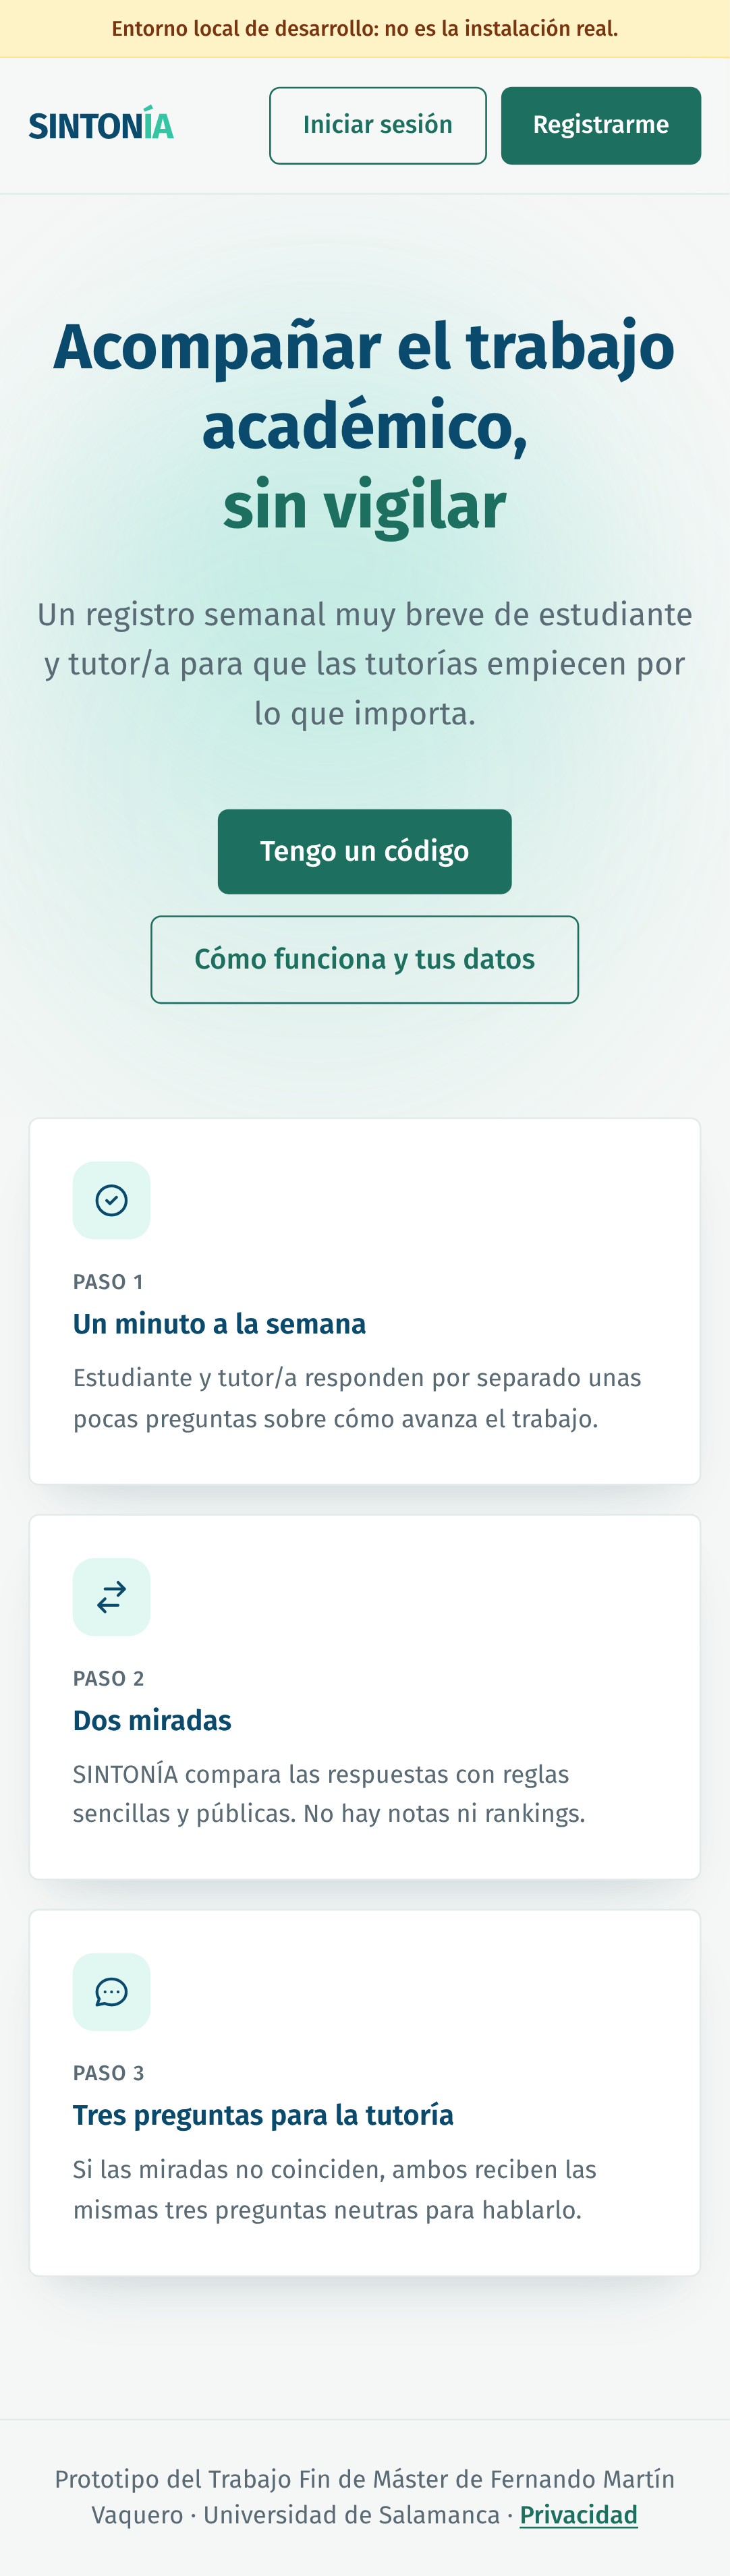 Entorno local de desarrollo: no es la instalación real.
SINTONÍA
Iniciar sesión
Registrarme
Acompañar el trabajo
académico,
sin vigilar
Un registro semanal muy breve de estudiante
y tutor/a para que las tutorías empiecen por
lo que importa.
Tengo un código
Cómo funciona y tus datos
PASO 1
Un minuto a la semana
Estudiante y tutor/a responden por separado unas
pocas preguntas sobre cómo avanza el trabajo.
PASO 2
Dos miradas
SINTONÍA compara las respuestas con reglas
sencillas y públicas. No hay notas ni rankings.
PASO 3
Tres preguntas para la tutoría
Si las miradas no coinciden, ambos reciben las
mismas tres preguntas neutras para hablarlo.
Prototipo del Trabajo Fin de Máster de Fernando Martín
Vaquero · Universidad de Salamanca · Privacidad